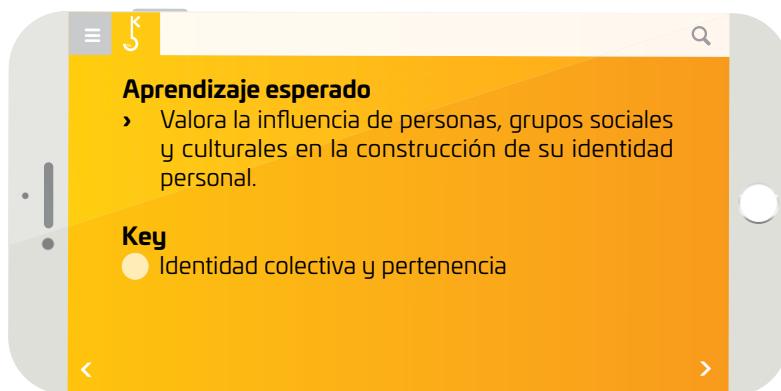 Aprendizaje esperado
› Valora la influencia de personas, grupos sociales
y culturales en la construcción de su identidad
personal.
Key
Identidad colectiva y pertenencia